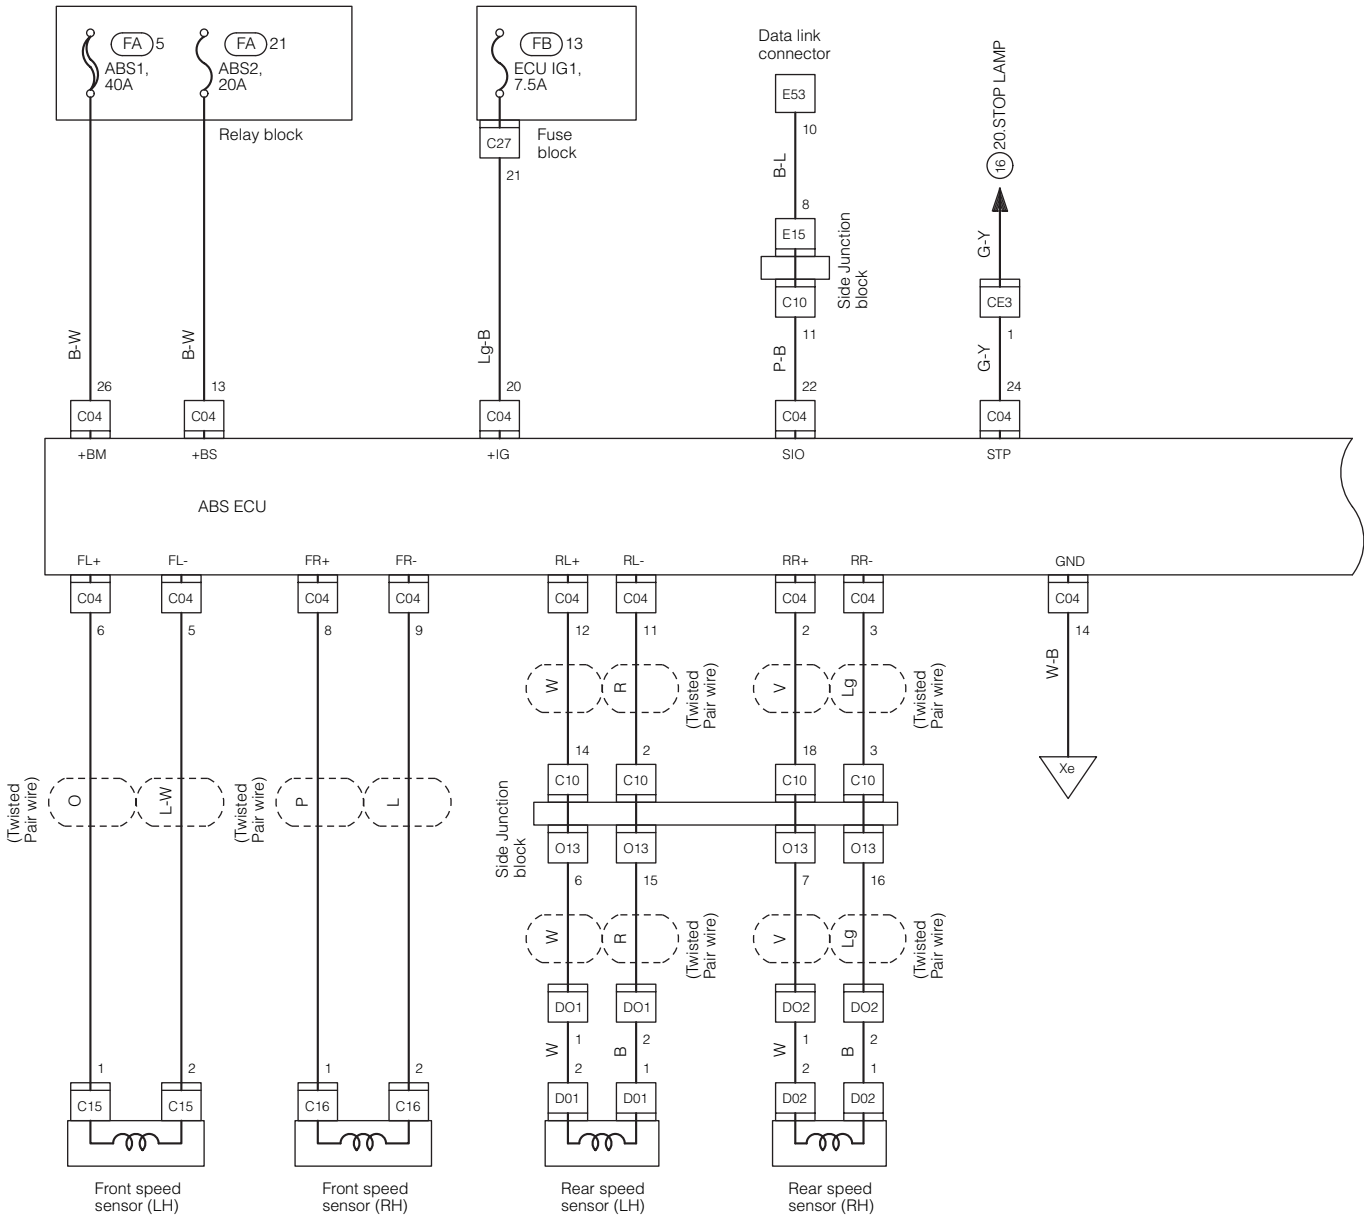 FA 5
ABS1,
40A
FA 21
ABS2,
20A
Relay block
FB 13
ECU IG1,
7.5A
C27
Fuse
block
21
Data link
connector
E53
10
B-L
8
E15
Side Junction
block
C10
11
P-B
22
16 20.STOP LAMP
G-Y
CE3
1
G-Y
24
B-W
26
B-W
13
Lg-B
20
C04
C04
C04
C04
C04
+BM
+BS
+IG
SIO
STP
ABS ECU
FL+
FL-
FR+
FR-
RL+
RL-
RR+
RR-
GND
C04
C04
C04
C04
C04
C04
C04
C04
C04
6
5
8
9
12
11
2
3
14
W
R
(Twisted
Pair wire)
V
Lg
(Twisted
Pair wire)
W-B
Xe
14
2
18
3
C10
C10
C10
C10
(Twisted
Pair wire)
O
L-W
(Twisted
Pair wire)
P
L
Side Junction
block
O13
O13
O13
O13
6
15
7
16
W
R
(Twisted
Pair wire)
V
Lg
(Twisted
Pair wire)
DO1
DO1
DO2
DO2
1
2
1
2
W
B
W
B
1
2
1
2
2
1
2
1
C15
C15
C16
C16
D01
D01
D02
D02
Front speed
sensor (LH)
Front speed
sensor (RH)
Rear speed
sensor (LH)
Rear speed
sensor (RH)